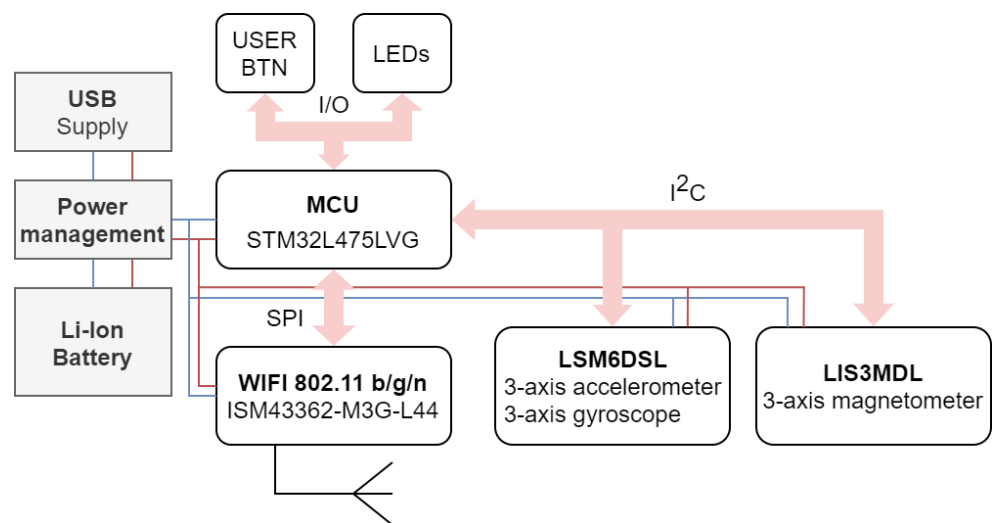 USER
BTN
LEDs
I/O
USB
Supply
Power
management
Li-Ion
Battery
MCU
STM32L475LVG
I²C
SPI
WIFI 802.11 b/g/n
ISM43362-M3G-L44
LSM6DSL
3-axis accelerometer
3-axis gyroscope
LIS3MDL
3-axis magnetometer